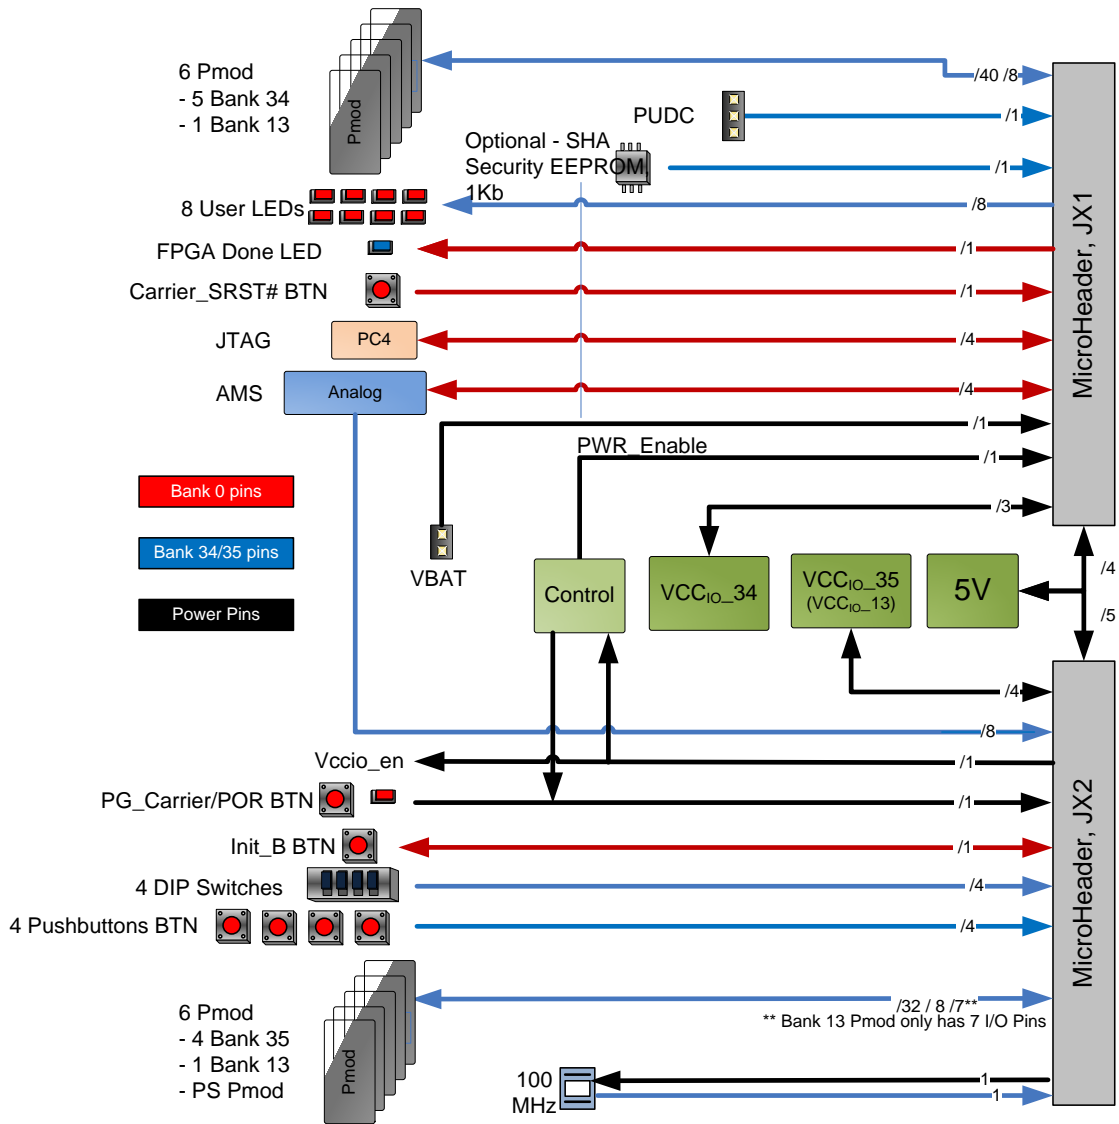 6 Pmod
- 5 Bank 34
- 1 Bank 13
Pmod
/40 /8
PUDC
/1
Optional - SHA
Security EEPROM,
1Kb
/1
8 User LEDs
/8
FPGA Done LED
/1
Carrier_SRST# BTN
/1
JTAG
PC4
/4
AMS
Analog
/4
/1
PWR_Enable
/1
MicroHeader, JX1
Bank 0 pins
Bank 34/35 pins
Power Pins
VBAT
/3
Control
VCCIO_34
VCCIO_35
(VCCIO_13)
5V
/4
/5
/4
/8
Vccio_en
/1
PG_Carrier/POR BTN
/1
Init_B BTN
/1
4 DIP Switches
/4
4 Pushbuttons BTN
/4
MicroHeader, JX2
6 Pmod
- 4 Bank 35
- 1 Bank 13
- PS Pmod
Pmod
/32 / 8 /7**
** Bank 13 Pmod only has 7 I/O Pins
100
MHz
1
1